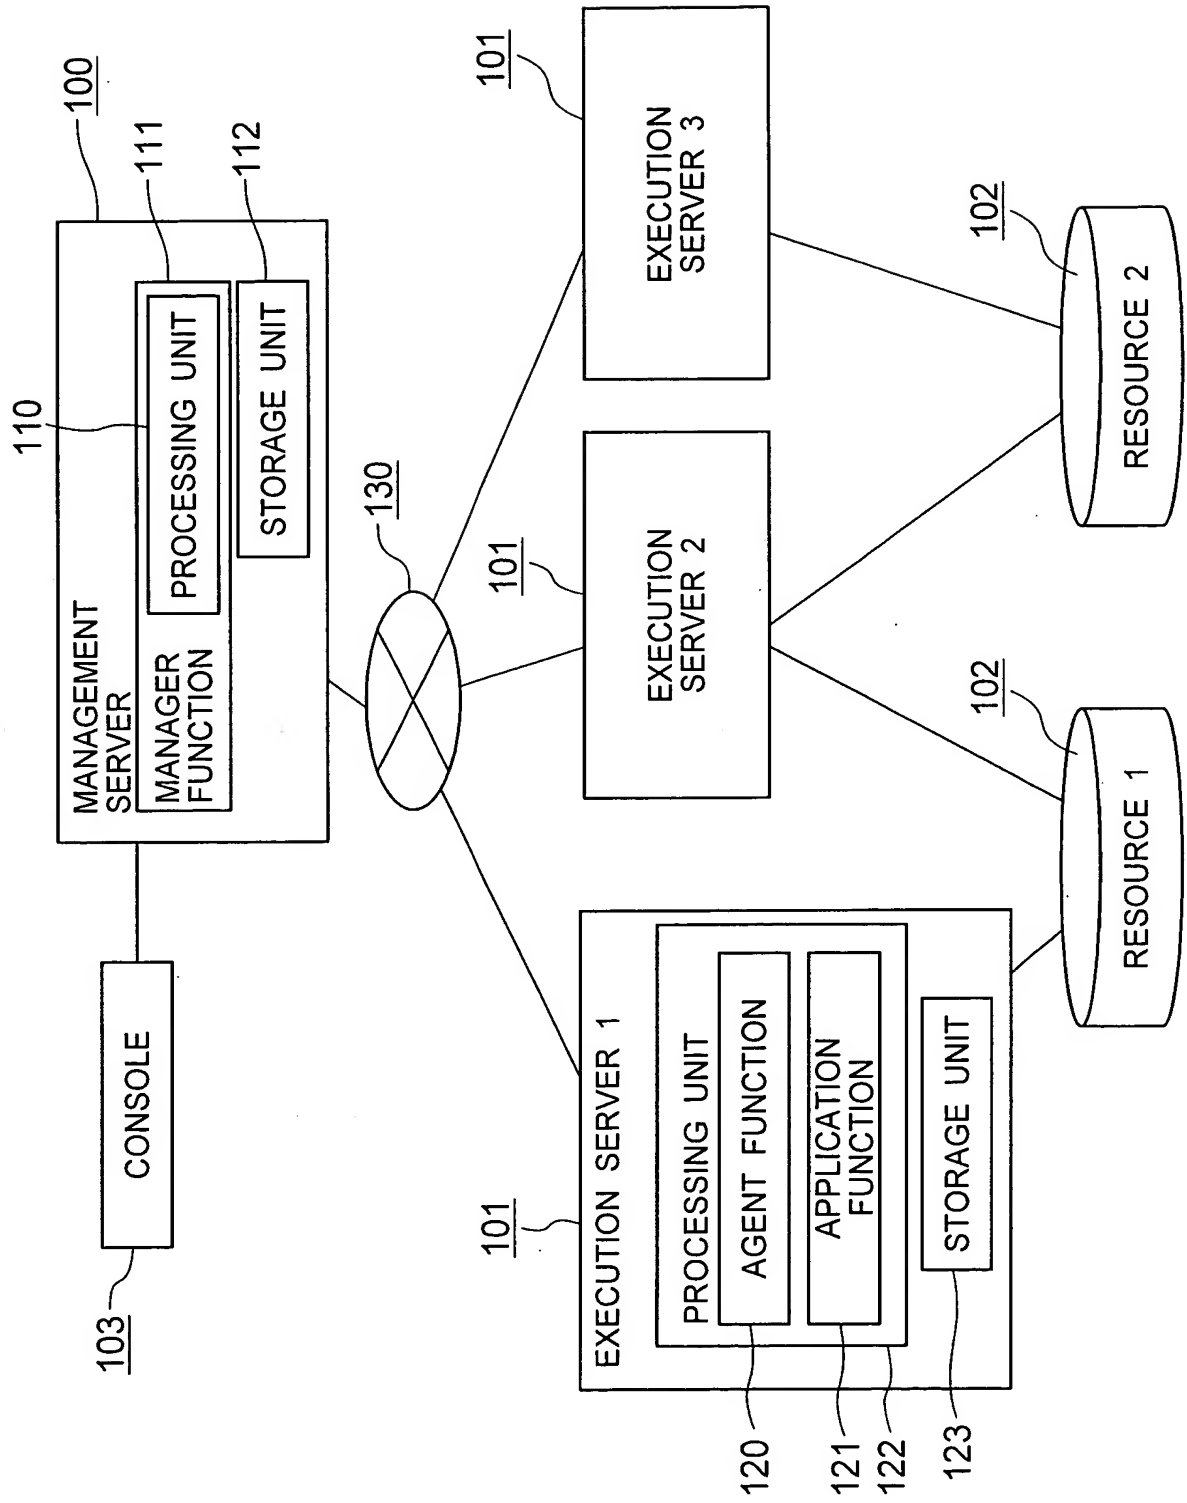 100
MANAGEMENT
SERVER
110
111
MANAGER
FUNCTION
PROCESSING UNIT
112
STORAGE UNIT
103
CONSOLE
130
101
EXECUTION SERVER 1
PROCESSING UNIT
120
AGENT FUNCTION
121
APPLICATION
FUNCTION
122
123
STORAGE UNIT
101
EXECUTION
SERVER 2
101
EXECUTION
SERVER 3
102
RESOURCE 1
102
RESOURCE 2